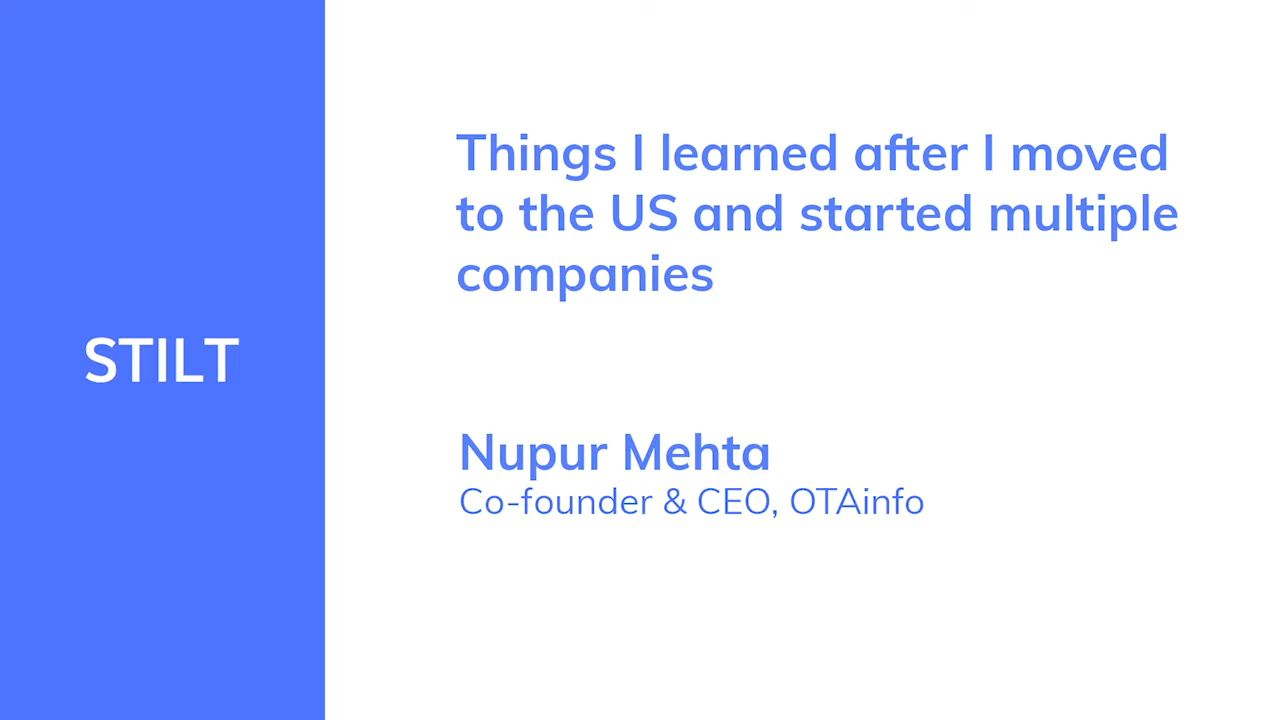 STILT
Things I learned after I moved
to the US and started multiple
companies
Nupur Mehta
Co-founder & CEO, OTAinfo